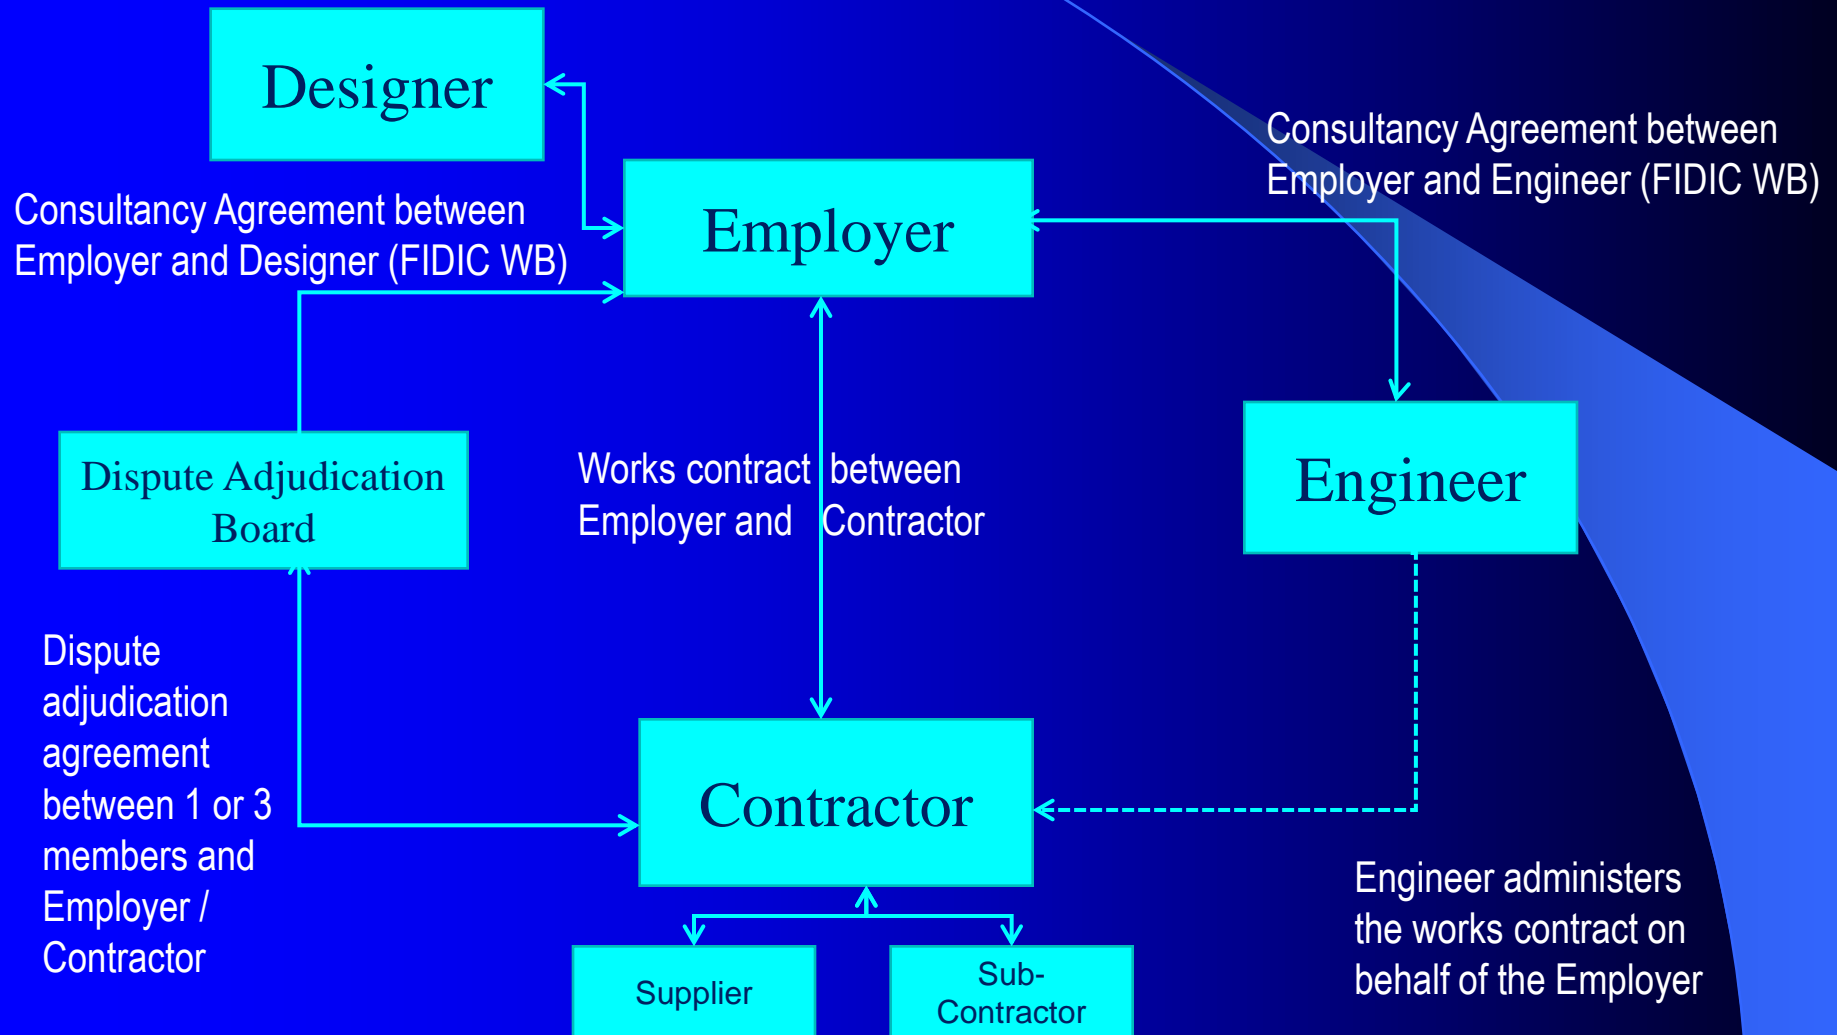 Designer
Consultancy Agreement between
Employer and Engineer (FIDIC WB)
Consultancy Agreement between
Employer and Designer (FIDIC WB)
Employer
Dispute Adjudication
Board
Works contract between
Employer and Contractor
Engineer
Dispute
adjudication
agreement
between 1 or 3
members and
Employer /
Contractor
Contractor
Engineer administers
the works contract on
behalf of the Employer
Supplier
Sub-
Contractor